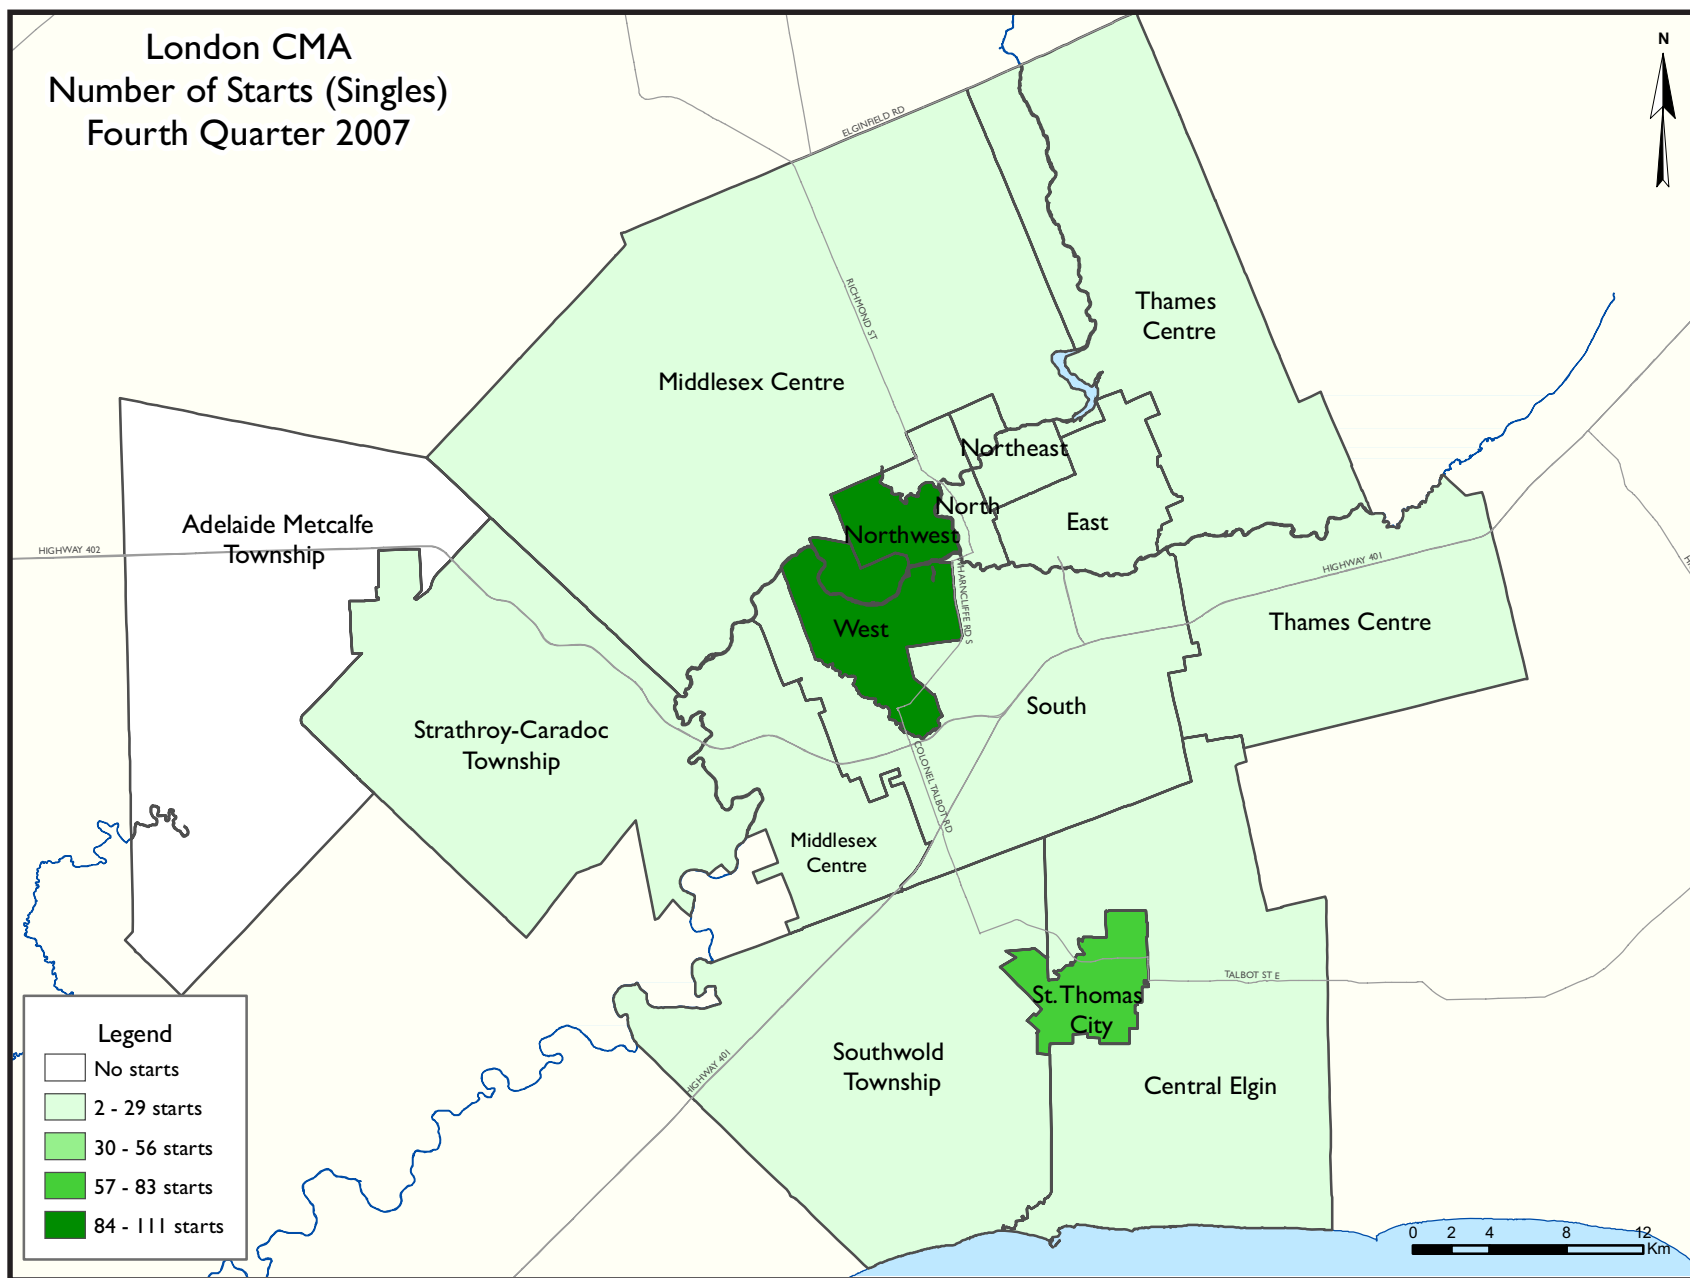 London CMA
Number of Starts (Singles)
Fourth Quarter 2007
N
ELGINFIELD RD
RICHMOND ST
Thames
Centre
Middlesex Centre
Northeast
North
Northwest
East
Adelaide Metcalfe
Township
HIGHWAY 402
HIGHWAY 401
WHARNCLIFFE RD S
West
Thames Centre
South
Strathroy-Caradoc
Township
COLONEL TALBOT RD
Middlesex
Centre
TALBOT ST E
St. Thomas
City
Southwold
Township
HIGHWAY 401
Central Elgin
Legend
No starts
2 - 29 starts
30 - 56 starts
57 - 83 starts
84 - 111 starts
0 2 4 8 12
Km